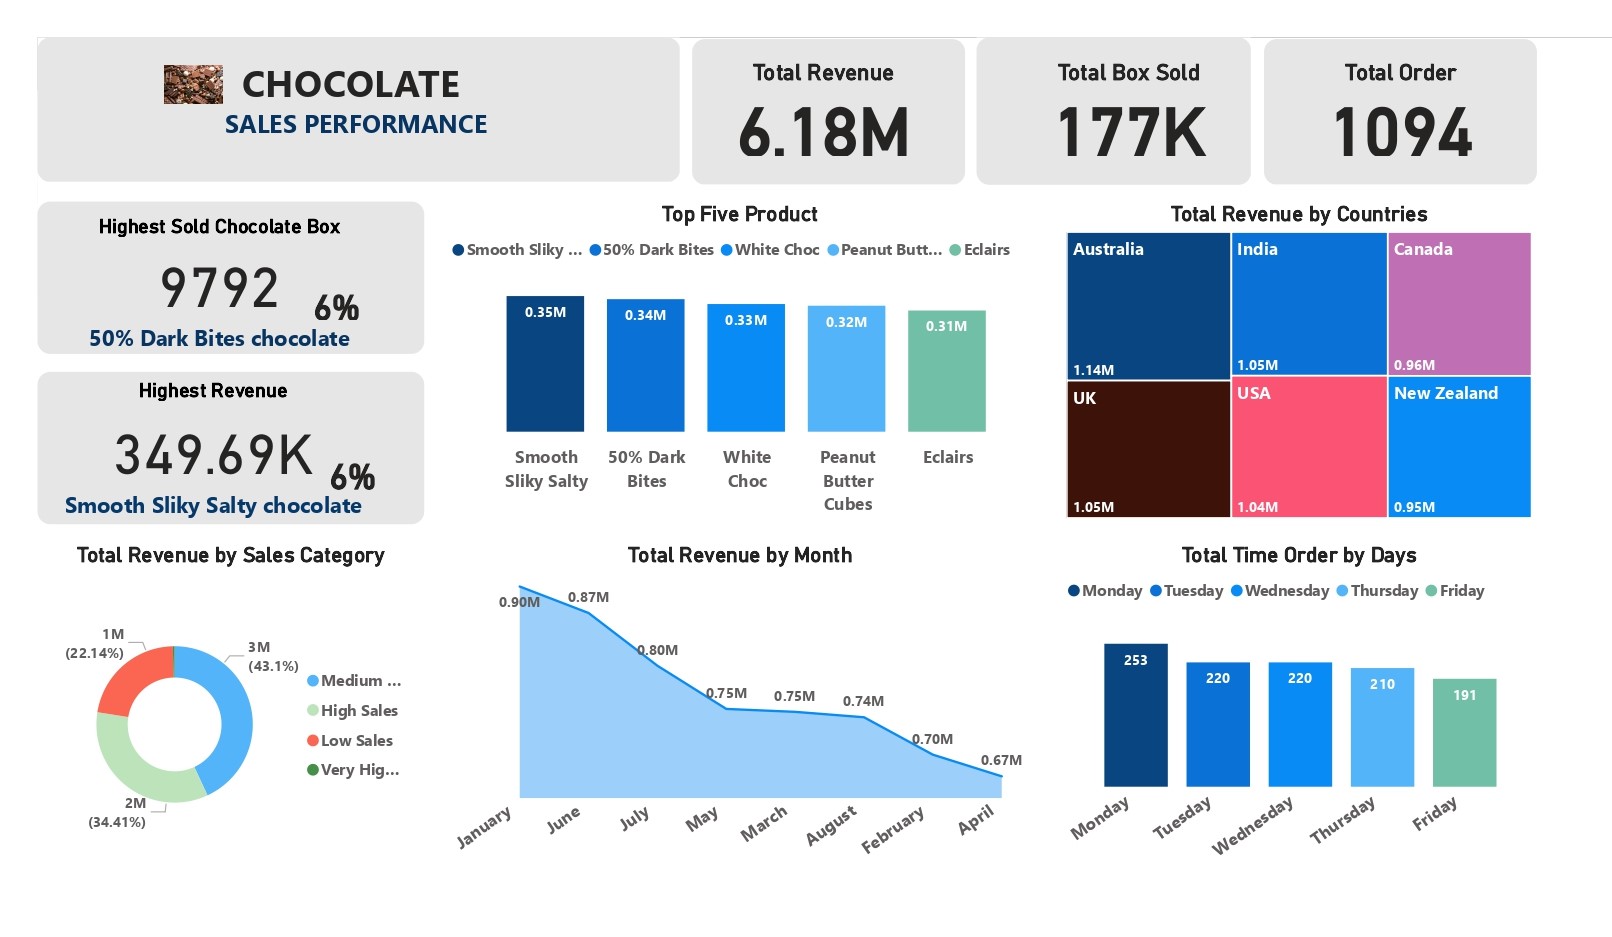 CHOCOLATE
SALES PERFORMANCE
Total Revenue
6.18M
Total Box Sold
177K
Total Order
1094
Highest Sold Chocolate Box
9792
6%
50% Dark Bites chocolate
Highest Revenue
349.69K
6%
Smooth Sliky Salty chocolate
Top Five Product
Smooth Sliky ... 50% Dark Bites White Choc Peanut Butt... Eclairs
0.35M 0.34M 0.33M 0.32M 0.31M
Smooth
Sliky Salty
50% Dark
Bites
White
Choc
Peanut
Butter
Cubes
Eclairs
Total Revenue by Countries
Australia
1.14M
India
1.05M
Canada
0.96M
UK
1.05M
USA
1.04M
New Zealand
0.95M
Total Revenue by Sales Category
1M
(22.14%)
3M
(43.1%)
2M
(34.41%)
Medium ...
High Sales
Low Sales
Very Hig...
Total Revenue by Month
0.90M 0.87M 0.80M 0.75M 0.75M 0.74M 0.70M 0.67M
January June July May March August February April
Total Time Order by Days
Monday Tuesday Wednesday Thursday Friday
253 220 220 210 191
Monday Tuesday Wednesday Thursday Friday